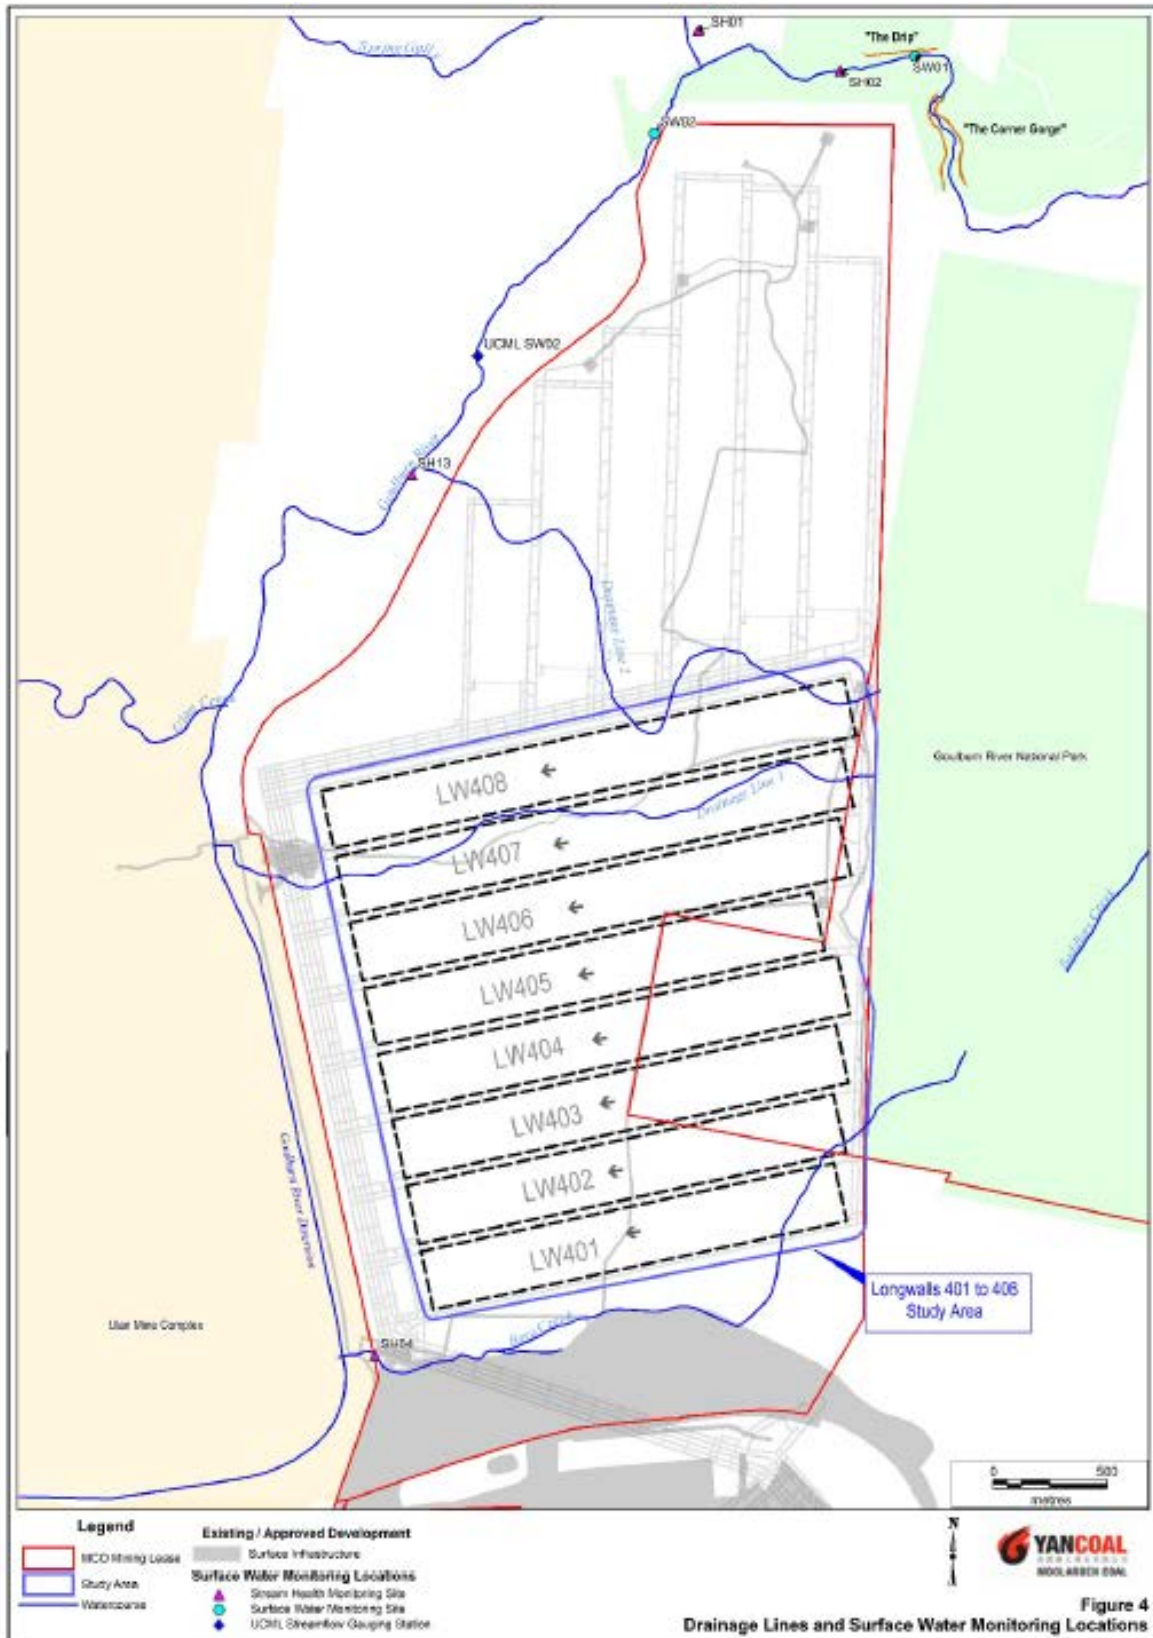 SH01
"The Drip"
SW01
SH02
"The Corner Gorge"
SW02
UCML SW02
Goulburn River
SH13
Drainage Line 2
Goulburn River National Park
LW408
Drainage Line 1
LW407
LW406
LW405
LW404
LW403
LW402
LW401
Goulburn River Diversion
Longwalls 401 to 408
Study Area
Ulan Mine Complex
SH04
0 500
metres
Legend
MCO Mining Lease
Study Area
Watercourse
Existing / Approved Development
Surface Infrastructure
Surface Water Monitoring Locations
Stream Health Monitoring Site
Surface Water Monitoring Site
UCML Streamflow Gauging Station
N
YANCOAL
MOOLARBEN COAL
Figure 4
Drainage Lines and Surface Water Monitoring Locations